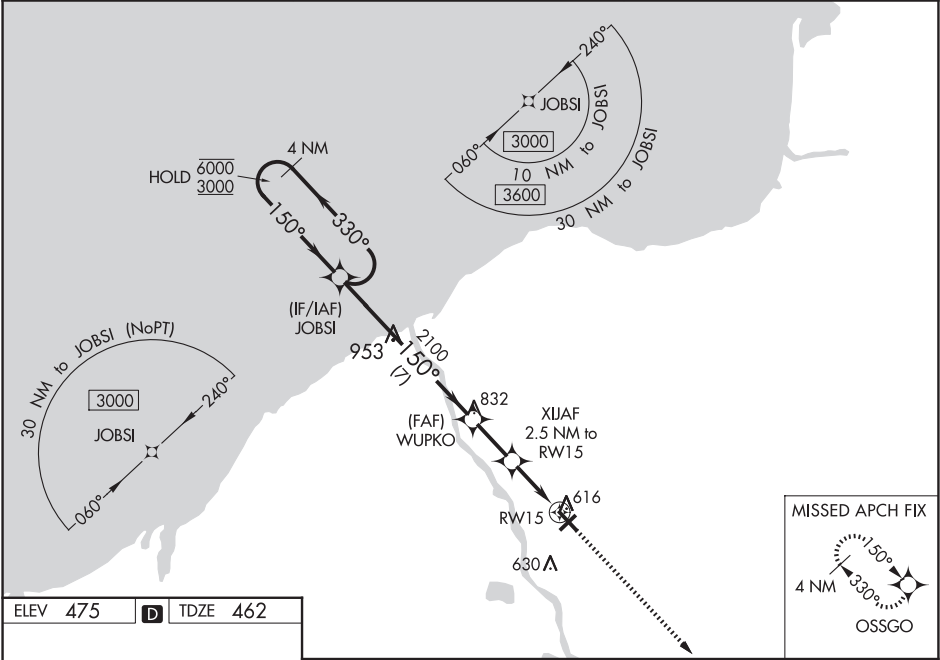 240°
JOBSI
3000
060°
10 NM to JOBSI
3600
30 NM to JOBSI
4 NM
HOLD
6000
3000
150°
330°
(IF/IAF)
JOBSI
30 NM to JOBSI (NoPT)
3000
JOBSI
240°
060°
953
2100
150°
(7)
832
(FAF)
WUPKO
XIJAF
2.5 NM to
RW15
616
RW15
630
MISSED APCH FIX
150°
4 NM
330°
OSSGO
ELEV 475 D TDZE 462